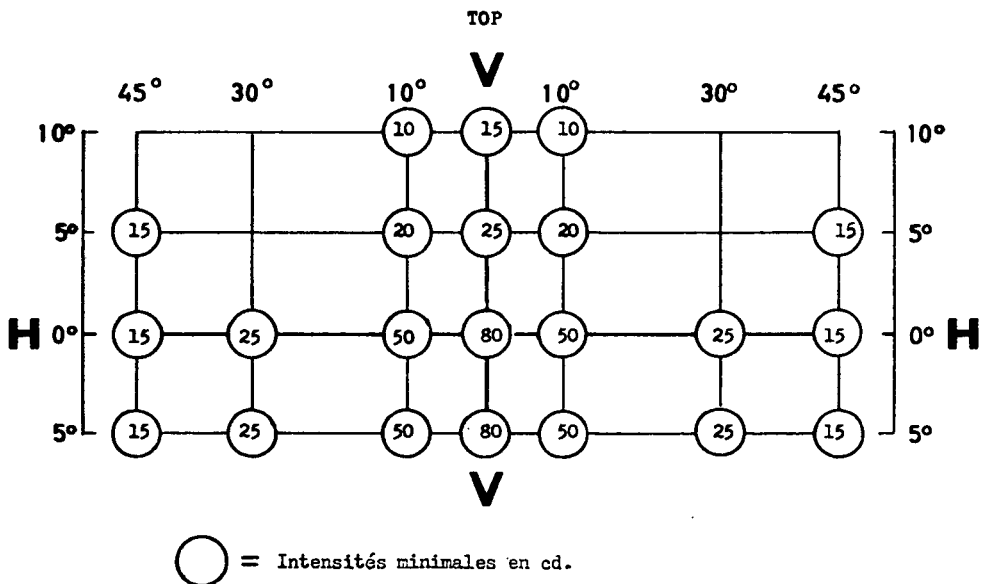 TOP
V
45° 30° 10° 10° 30° 45°
10° 10 15 10 10°
5° 15 20 25 20 15 5°
H 0° 15 25 50 80 50 25 15 0° H
5° 15 25 50 80 50 25 15 5°
V
= Intensités minimales en cd.